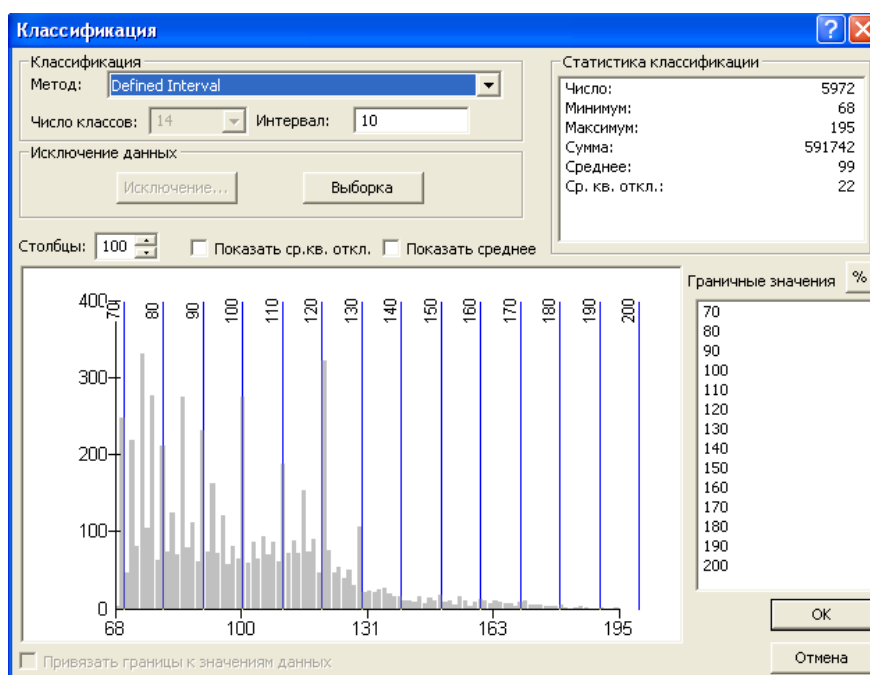 Классификация
Классификация
Метод: Defined Interval
Число классов: 14 Интервал: 10
Исключение данных
Исключение... Выборка
Статистика классификации
Число: 5972
Минимум: 68
Максимум: 195
Сумма: 591742
Среднее: 99
Ср. кв. откл.: 22
Столбцы: 100 Показать ср.кв. откл. Показать среднее
Граничные значения %
400
300
200
100
0
70 80 90 100 110 120 130 140 150 160 170 180 190 200
68 100 131 163 195
70
80
90
100
110
120
130
140
150
160
170
180
190
200
Привязать границы к значениям данных
OK
Отмена